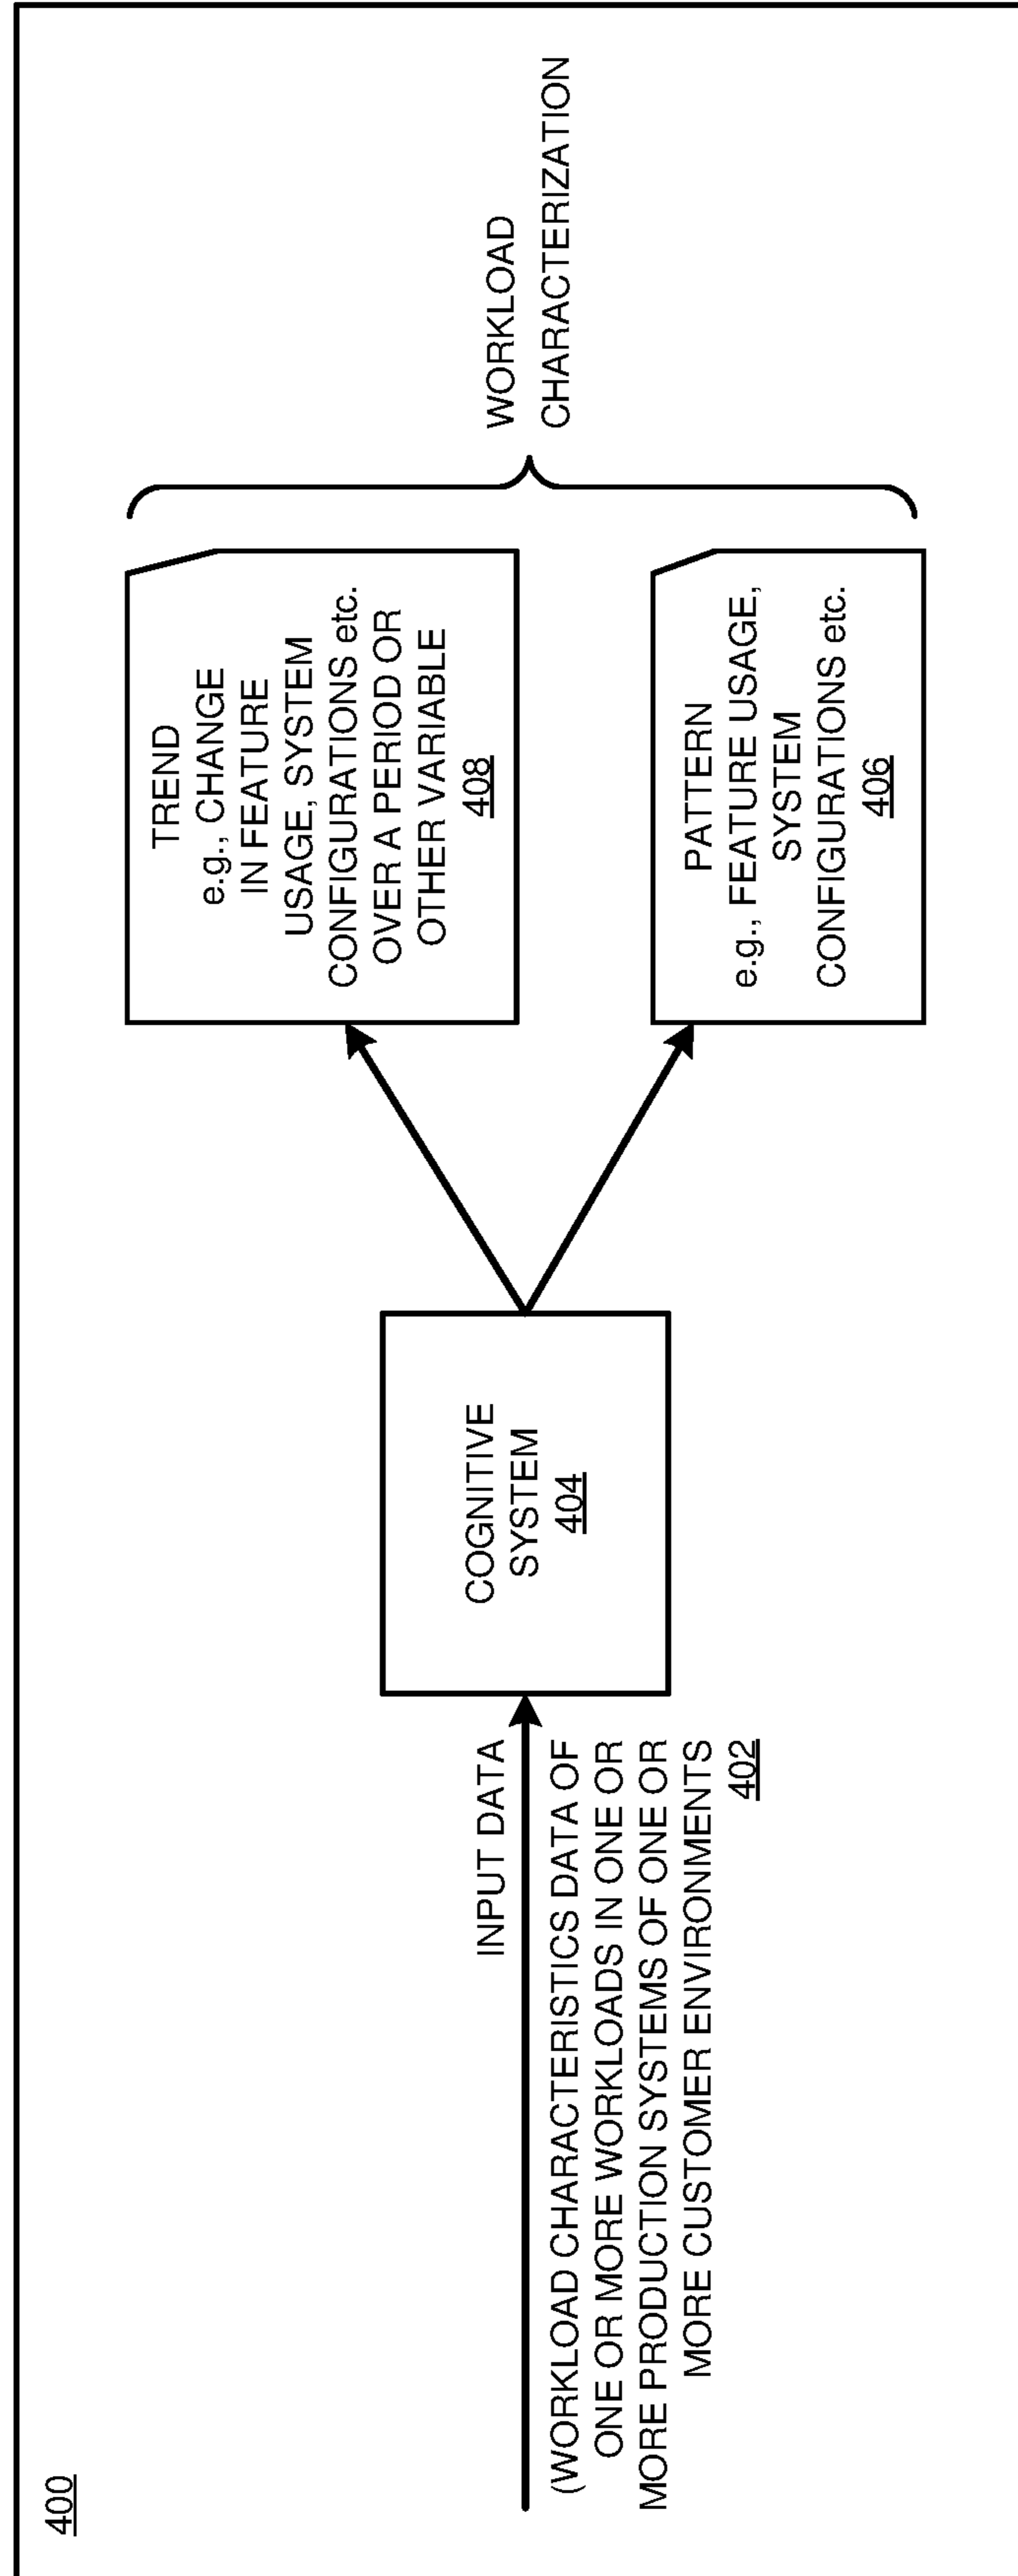 400
INPUT DATA
(WORKLOAD CHARACTERISTICS DATA OF
ONE OR MORE WORKLOADS IN ONE OR
MORE PRODUCTION SYSTEMS OF ONE OR
MORE CUSTOMER ENVIRONMENTS
402
COGNITIVE
SYSTEM
404
TREND
e.g., CHANGE
IN FEATURE
USAGE, SYSTEM
CONFIGURATIONS etc.
OVER A PERIOD OR
OTHER VARIABLE
408
PATTERN
e.g., FEATURE USAGE,
SYSTEM
CONFIGURATIONS etc.
406
WORKLOAD
CHARACTERIZATION